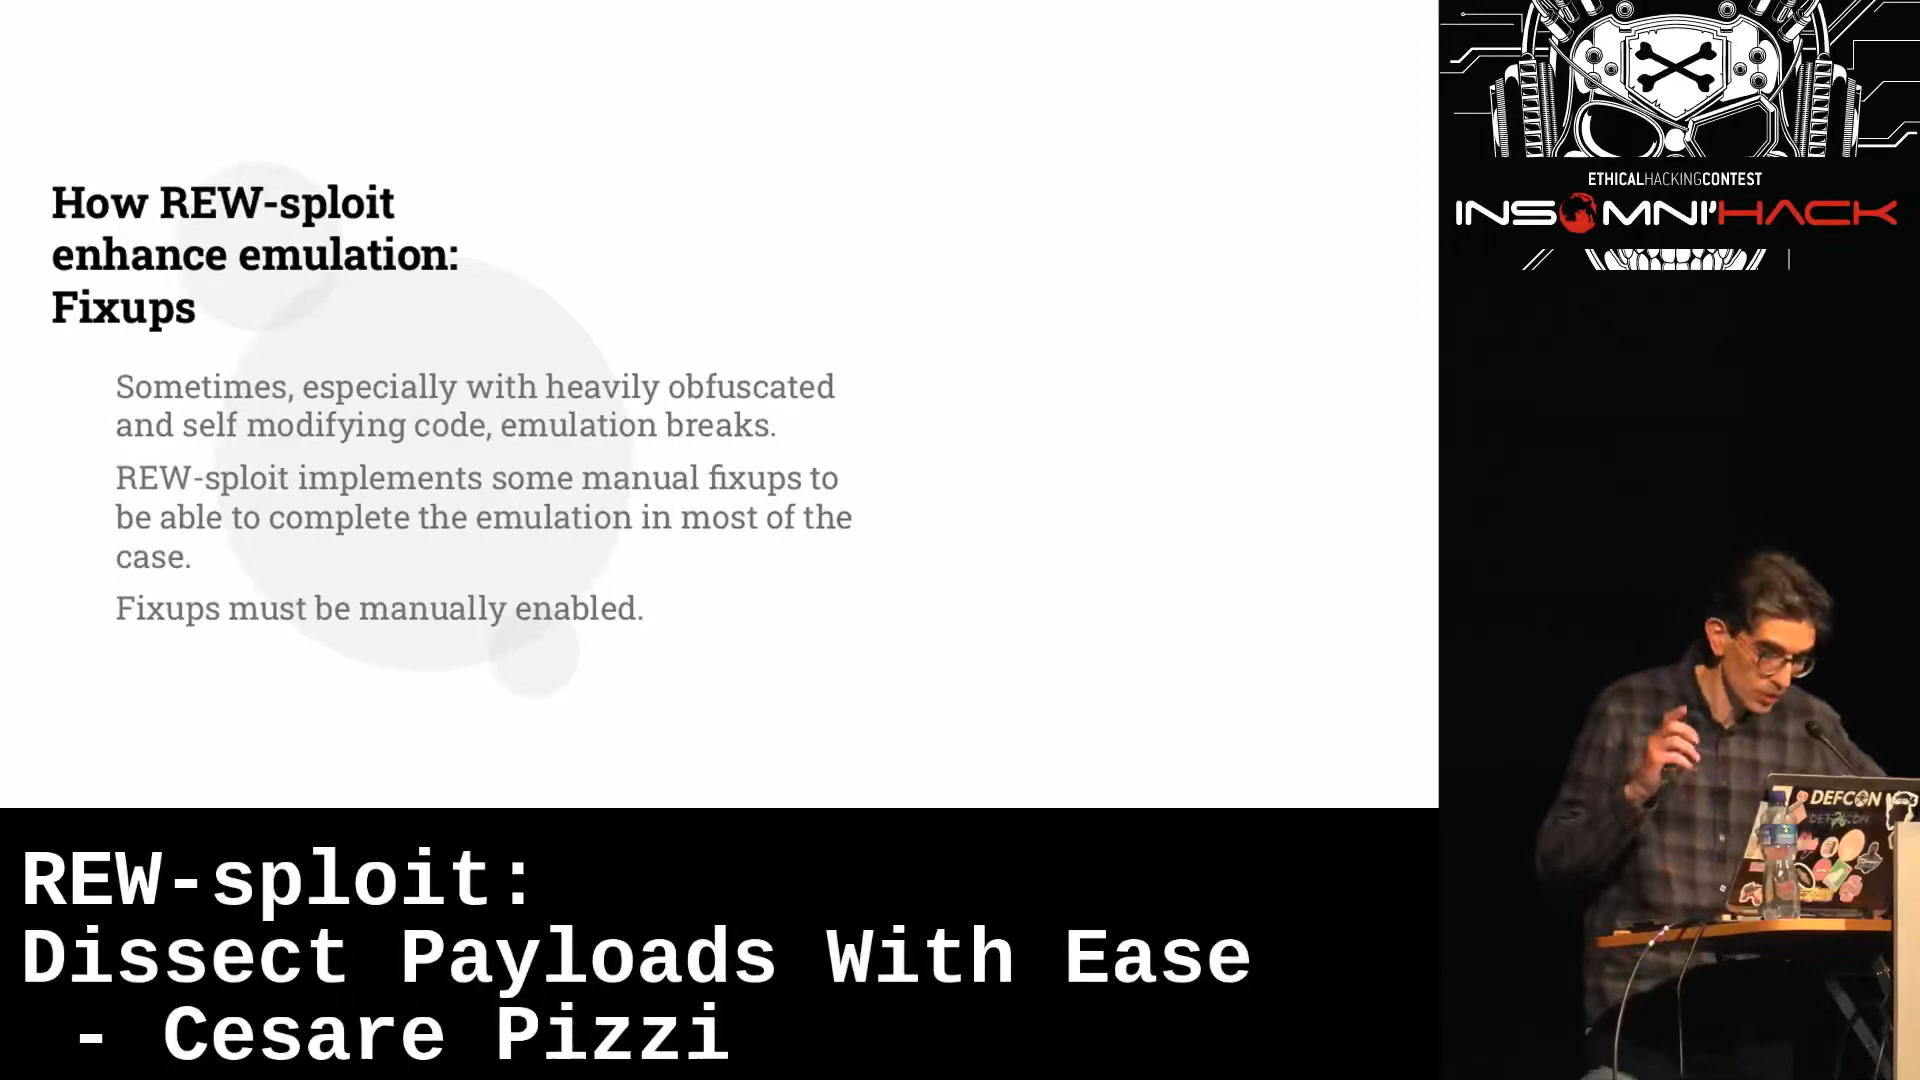 How REW-sploit
enhance emulation:
Fixups
Sometimes, especially with heavily obfuscated
and self modifying code, emulation breaks.
REW-sploit implements some manual fixups to
be able to complete the emulation in most of the
case.
Fixups must be manually enabled.
ETHICALHACKINGCONTEST
INSOMNI'HACK
DEFCON
REW-sploit:
Dissect Payloads With Ease
- Cesare Pizzi